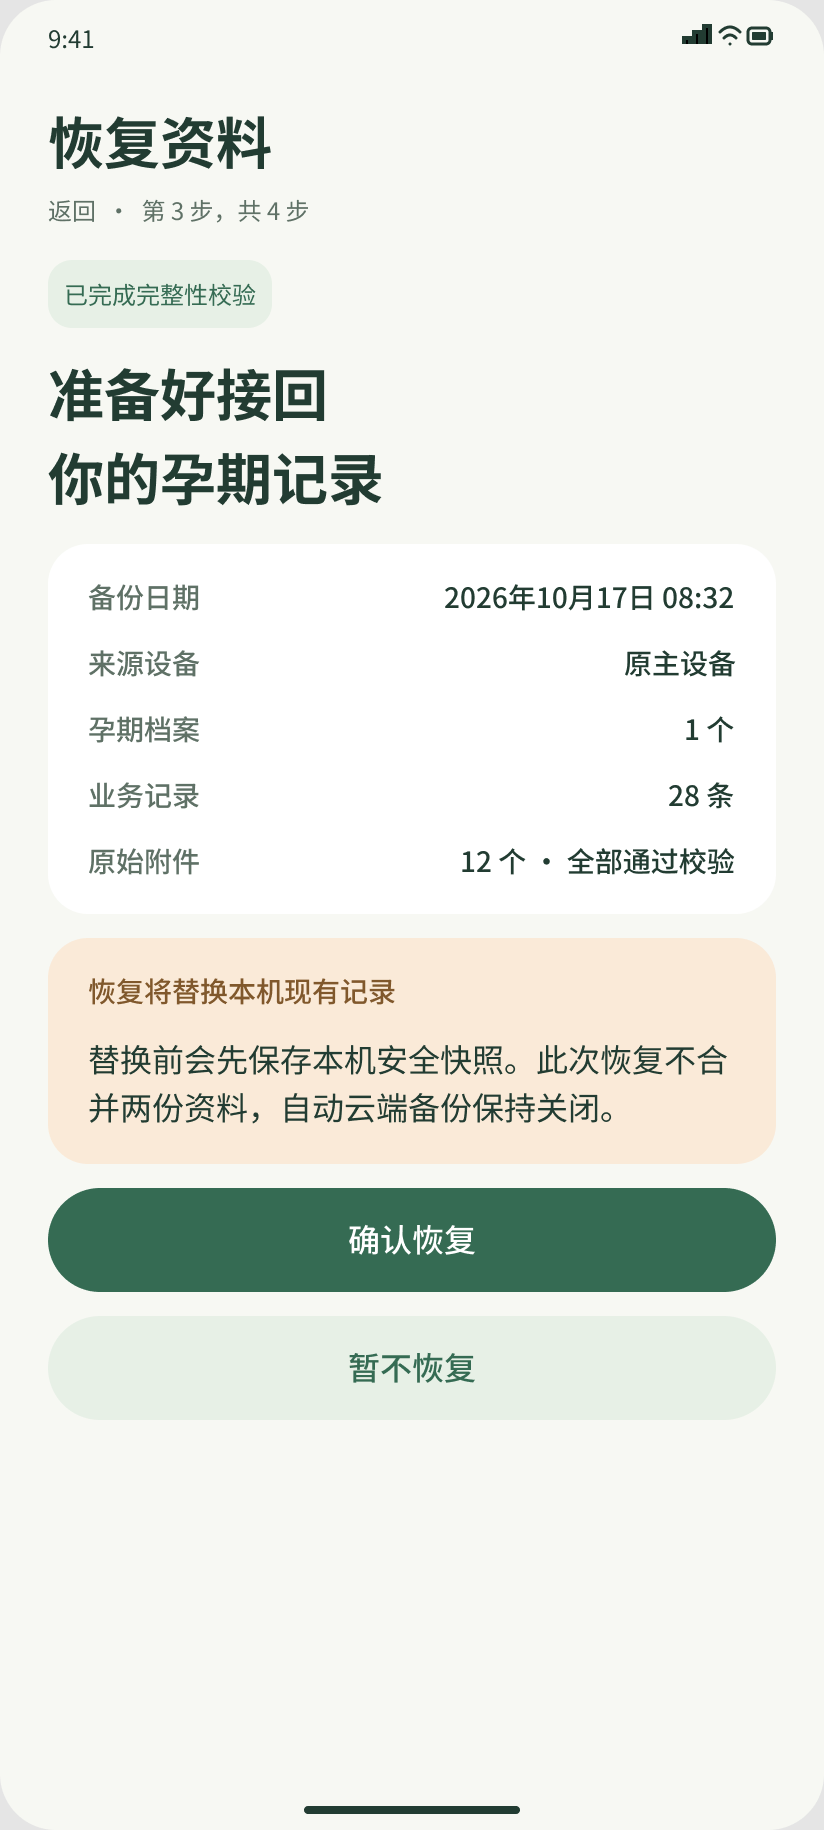 9:41
恢复资料
返回 · 第 3 步，共 4 步
已完成完整性校验
准备好接回
你的孕期记录
备份日期 2026年10月17日 08:32
来源设备 原主设备
孕期档案 1 个
业务记录 28 条
原始附件 12 个 · 全部通过校验
恢复将替换本机现有记录
替换前会先保存本机安全快照。此次恢复不合
并两份资料，自动云端备份保持关闭。
确认恢复
暂不恢复